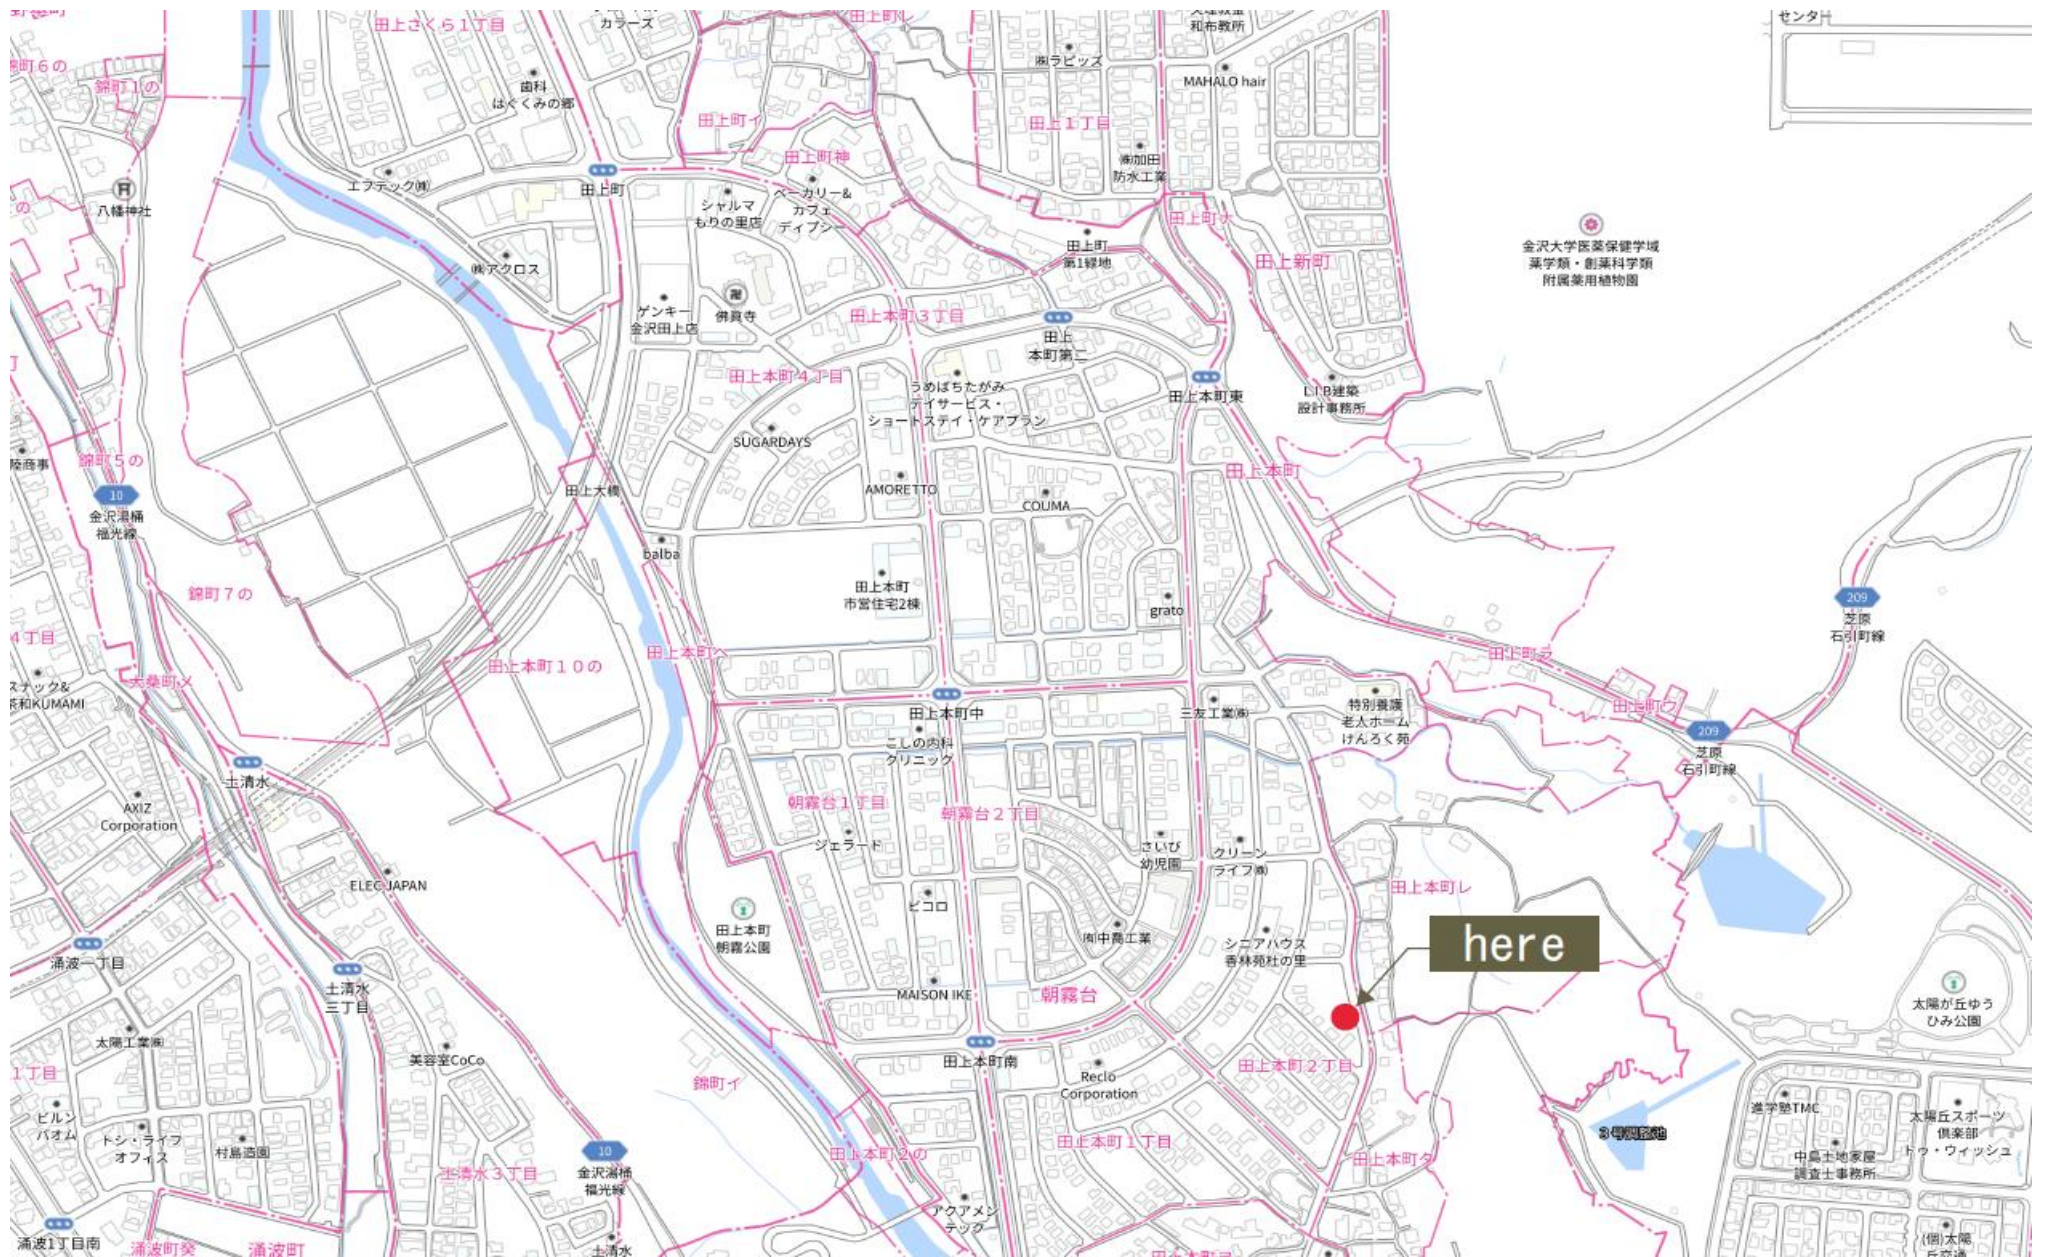 田上さくら１丁目
カラーズ
和布教所
センター
錦町６の
錦町１の
歯科
はぐくみの郷
㈱ラピッズ
MAHALO hair
田上町イ
田上１丁目
田上町神
㈱加田
防水工業
エフテック㈱
田上町
八幡神社
シャルマ
もりの里店
ベーカリー&
カフェ
ディプシー
田上町ナ
田上町
第1緑地
田上新町
金沢大学医薬保健学域
薬学類・創薬科学類
附属薬用植物園
㈱アクロス
ゲンキー
金沢田上店
佛眞寺
田上本町３丁目
田上
本町第二
田上本町４丁目
うめばちたがみ
デイサービス・
ショートステイ・ケアプラン
田上本町東
L.I.B建築
設計事務所
SUGARDAYS
錦町５の
陸商事
田上本町
10
金沢湯桶
福光線
田上大橋
AMORETTO
COUMA
balba
田上本町
市営住宅2棟
grato
錦町７の
209
芝原
石引町線
４丁目
田上本町ヘ
田上本町１０の
田上町ラ
大桑町メ
スナック&
茶和KUMAMI
田上本町中
三友工業㈱
特別養護
老人ホーム
けんろく苑
田上町ウ
209
芝原
石引町線
こしの内科
クリニック
土清水
AXIZ
Corporation
朝霧台１丁目
朝霧台２丁目
ジェラード
さいび
幼児園
クリーン
ライフ㈱
ELEC JAPAN
田上本町レ
ピコロ
田上本町
朝霧公園
㈲中喬工業
シニアハウス
香林苑杜の里
here
涌波一丁目
土清水
三丁目
MAISON IKE
朝霧台
太陽が丘ゆう
ひみ公園
太陽工業㈱
美容室CoCo
田上本町南
田上本町２丁目
１丁目
錦町イ
Reclo
Corporation
進学塾TMC
太陽丘スポーツ
倶楽部
トゥ・ウィッシュ
ビルン
バオム
トシ・ライフ
オフィス
村島造園
３号調整池
田上本町１丁目
田上本町２の
田上本町タ
中島土地家屋
調査士事務所
土清水３丁目
10
金沢湯桶
福光線
アクアメン
テック
涌波1丁目南
涌波町癸
涌波町
土清水
(個)太陽